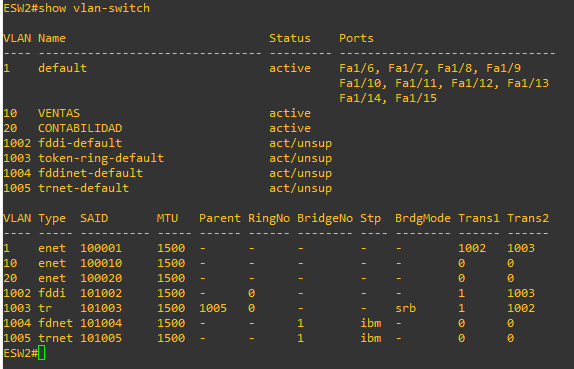 ESW2#show vlan-switch
VLAN Name                             Status    Ports
---- -------------------------------- --------- -------------------------------
1    default                          active    Fa1/6, Fa1/7, Fa1/8, Fa1/9
                                                Fa1/10, Fa1/11, Fa1/12, Fa1/13
                                                Fa1/14, Fa1/15
10   VENTAS                           active
20   CONTABILIDAD                     active
1002 fddi-default                     act/unsup
1003 token-ring-default               act/unsup
1004 fddinet-default                  act/unsup
1005 trnet-default                    act/unsup
VLAN Type  SAID       MTU   Parent RingNo BridgeNo Stp  BrdgMode Trans1 Trans2
---- ----- ---------- ----- ------ ------ -------- ---- -------- ------ ------
1    enet  100001     1500  -      -      -        -    -        1002   1003
10   enet  100010     1500  -      -      -        -    -        0      0
20   enet  100020     1500  -      -      -        -    -        0      0
1002 fddi  101002     1500  -      0      -        -    -        1      1003
1003 tr    101003     1500  1005   0      -        -    srb      1      1002
1004 fdnet 101004     1500  -      -      1        ibm  -        0      0
1005 trnet 101005     1500  -      -      1        ibm  -        0      0
ESW2#